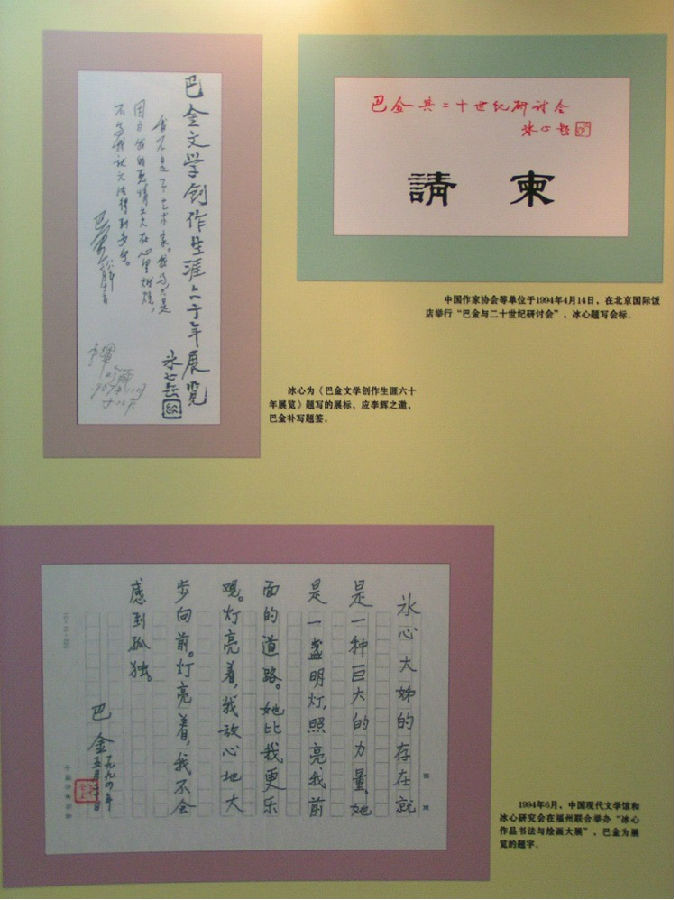 巴金文学创作生涯六十年展览
冰心题
巴金与二十世纪研讨会
冰心题
請柬
中国作家协会等单位于1994年4月14日，在北京国际饭
店举行“巴金与二十世纪研讨会”，冰心题写会标。
冰心为《巴金文学创作生涯六十
年展览》题写的展标，应李辉之邀，
巴金补写题签。
冰心大姊的存在就
是一种巨大的力量，她
是一盏明灯，照亮我前
面的道路。她比我更乐
观。灯亮着，我放心地大
步向前。灯亮着，我不会
感到孤独。
巴金
一九九四年
1994年6月，中国现代文学馆和
冰心研究会在福州联合举办“冰心
作品书法与绘画大展”，巴金为展
览的题字。